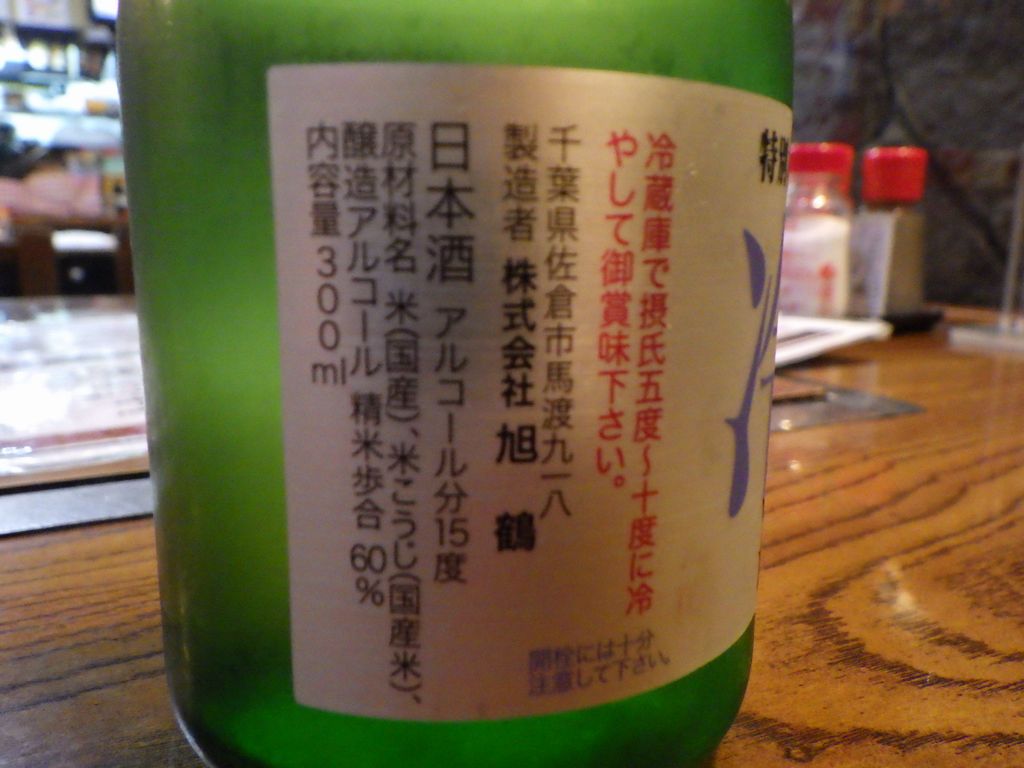 特別
冷蔵庫で摂氏五度〜十度に冷
やして御賞味下さい。
千葉県佐倉市馬渡九一八
製造者 株式会社 旭 鶴
日本酒 アルコール分15度
原材料名 米(国産)、米こうじ(国産米)、
醸造アルコール 精米歩合 60%
内容量 300ml
開栓には十分
注意して下さい。